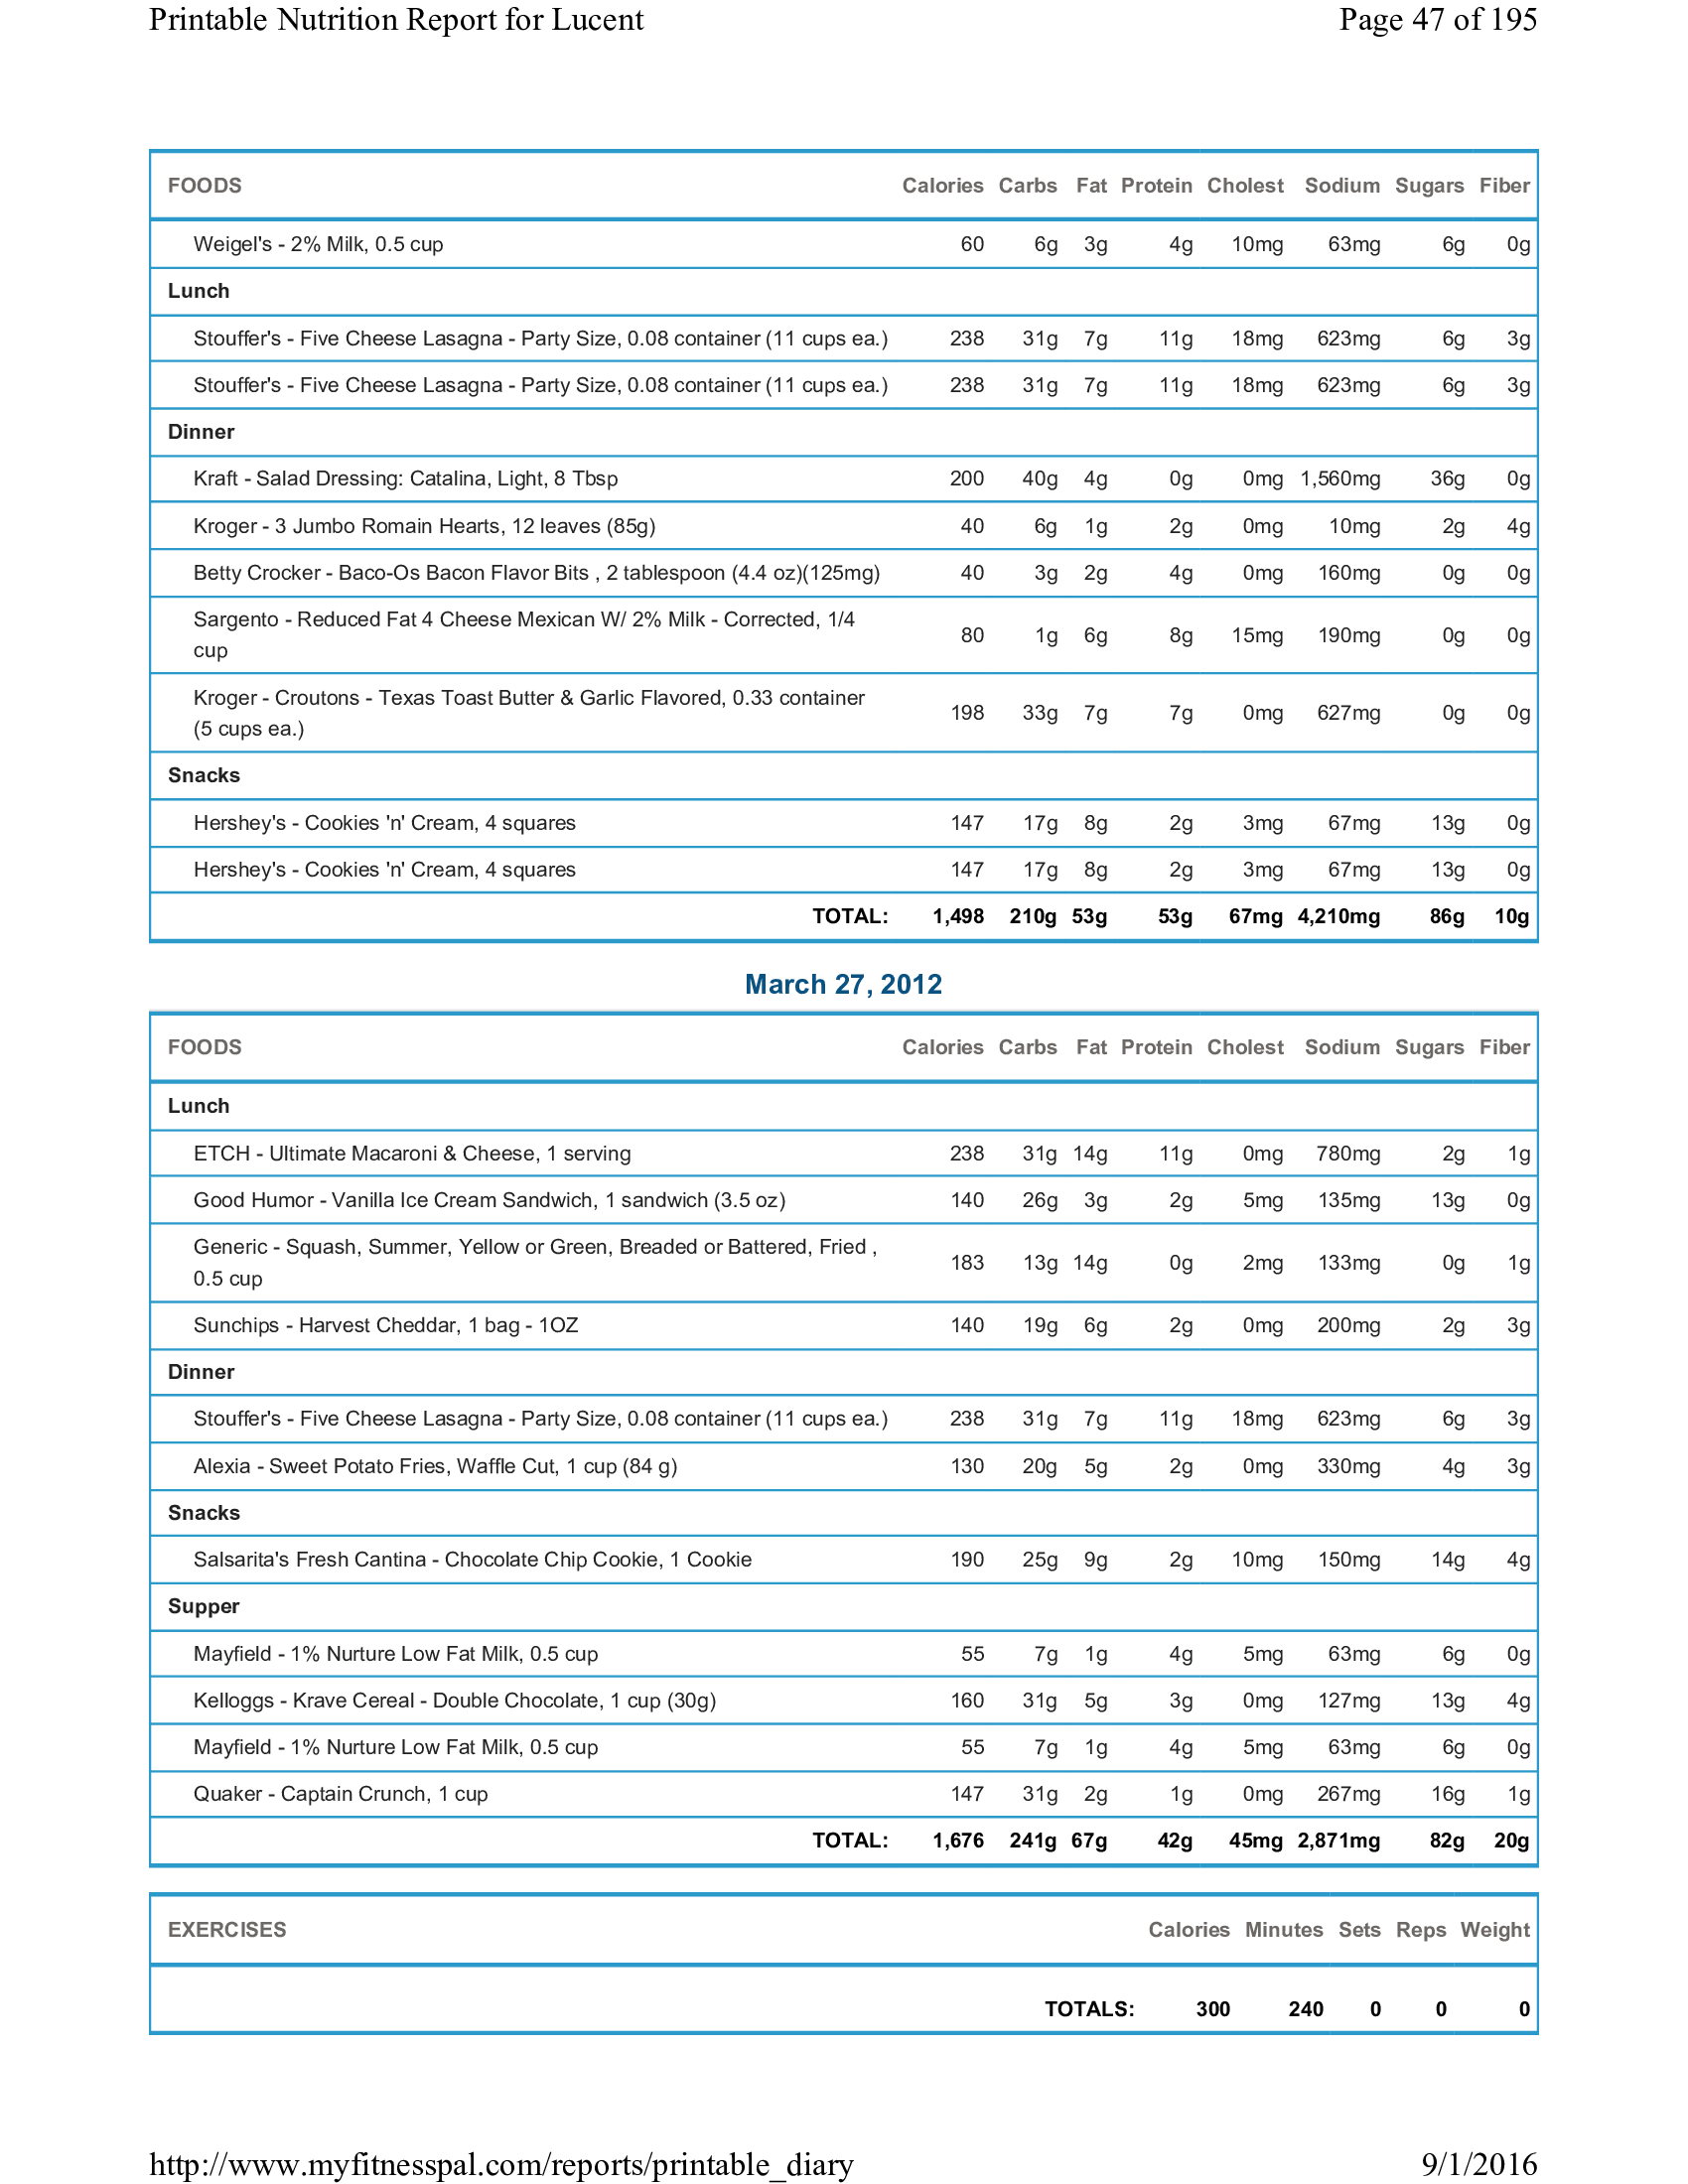 Printable Nutrition Report for Lucent Page 47 of 195
FOODS Calories Carbs Fat Protein Cholest Sodium Sugars Fiber
Weigel's - 2% Milk, 0.5 cup 60 6g 3g 4g 10mg 63mg 6g 0g
Lunch
Stouffer's - Five Cheese Lasagna - Party Size, 0.08 container (11 cups ea.) 238 31g 7g 11g 18mg 623mg 6g 3g
Stouffer's - Five Cheese Lasagna - Party Size, 0.08 container (11 cups ea.) 238 31g 7g 11g 18mg 623mg 6g 3g
Dinner
Kraft - Salad Dressing: Catalina, Light, 8 Tbsp 200 40g 4g 0g 0mg 1,560mg 36g 0g
Kroger - 3 Jumbo Romain Hearts, 12 leaves (85g) 40 6g 1g 2g 0mg 10mg 2g 4g
Betty Crocker - Baco-Os Bacon Flavor Bits , 2 tablespoon (4.4 oz)(125mg) 40 3g 2g 4g 0mg 160mg 0g 0g
Sargento - Reduced Fat 4 Cheese Mexican W/ 2% Milk - Corrected, 1/4
cup 80 1g 6g 8g 15mg 190mg 0g 0g
Kroger - Croutons - Texas Toast Butter & Garlic Flavored, 0.33 container
(5 cups ea.) 198 33g 7g 7g 0mg 627mg 0g 0g
Snacks
Hershey's - Cookies 'n' Cream, 4 squares 147 17g 8g 2g 3mg 67mg 13g 0g
Hershey's - Cookies 'n' Cream, 4 squares 147 17g 8g 2g 3mg 67mg 13g 0g
TOTAL: 1,498 210g 53g 53g 67mg 4,210mg 86g 10g
March 27, 2012
FOODS Calories Carbs Fat Protein Cholest Sodium Sugars Fiber
Lunch
ETCH - Ultimate Macaroni & Cheese, 1 serving 238 31g 14g 11g 0mg 780mg 2g 1g
Good Humor - Vanilla Ice Cream Sandwich, 1 sandwich (3.5 oz) 140 26g 3g 2g 5mg 135mg 13g 0g
Generic - Squash, Summer, Yellow or Green, Breaded or Battered, Fried ,
0.5 cup 183 13g 14g 0g 2mg 133mg 0g 1g
Sunchips - Harvest Cheddar, 1 bag - 1OZ 140 19g 6g 2g 0mg 200mg 2g 3g
Dinner
Stouffer's - Five Cheese Lasagna - Party Size, 0.08 container (11 cups ea.) 238 31g 7g 11g 18mg 623mg 6g 3g
Alexia - Sweet Potato Fries, Waffle Cut, 1 cup (84 g) 130 20g 5g 2g 0mg 330mg 4g 3g
Snacks
Salsarita's Fresh Cantina - Chocolate Chip Cookie, 1 Cookie 190 25g 9g 2g 10mg 150mg 14g 4g
Supper
Mayfield - 1% Nurture Low Fat Milk, 0.5 cup 55 7g 1g 4g 5mg 63mg 6g 0g
Kelloggs - Krave Cereal - Double Chocolate, 1 cup (30g) 160 31g 5g 3g 0mg 127mg 13g 4g
Mayfield - 1% Nurture Low Fat Milk, 0.5 cup 55 7g 1g 4g 5mg 63mg 6g 0g
Quaker - Captain Crunch, 1 cup 147 31g 2g 1g 0mg 267mg 16g 1g
TOTAL: 1,676 241g 67g 42g 45mg 2,871mg 82g 20g
EXERCISES Calories Minutes Sets Reps Weight
TOTALS: 300 240 0 0 0
http://www.myfitnesspal.com/reports/printable_diary 9/1/2016